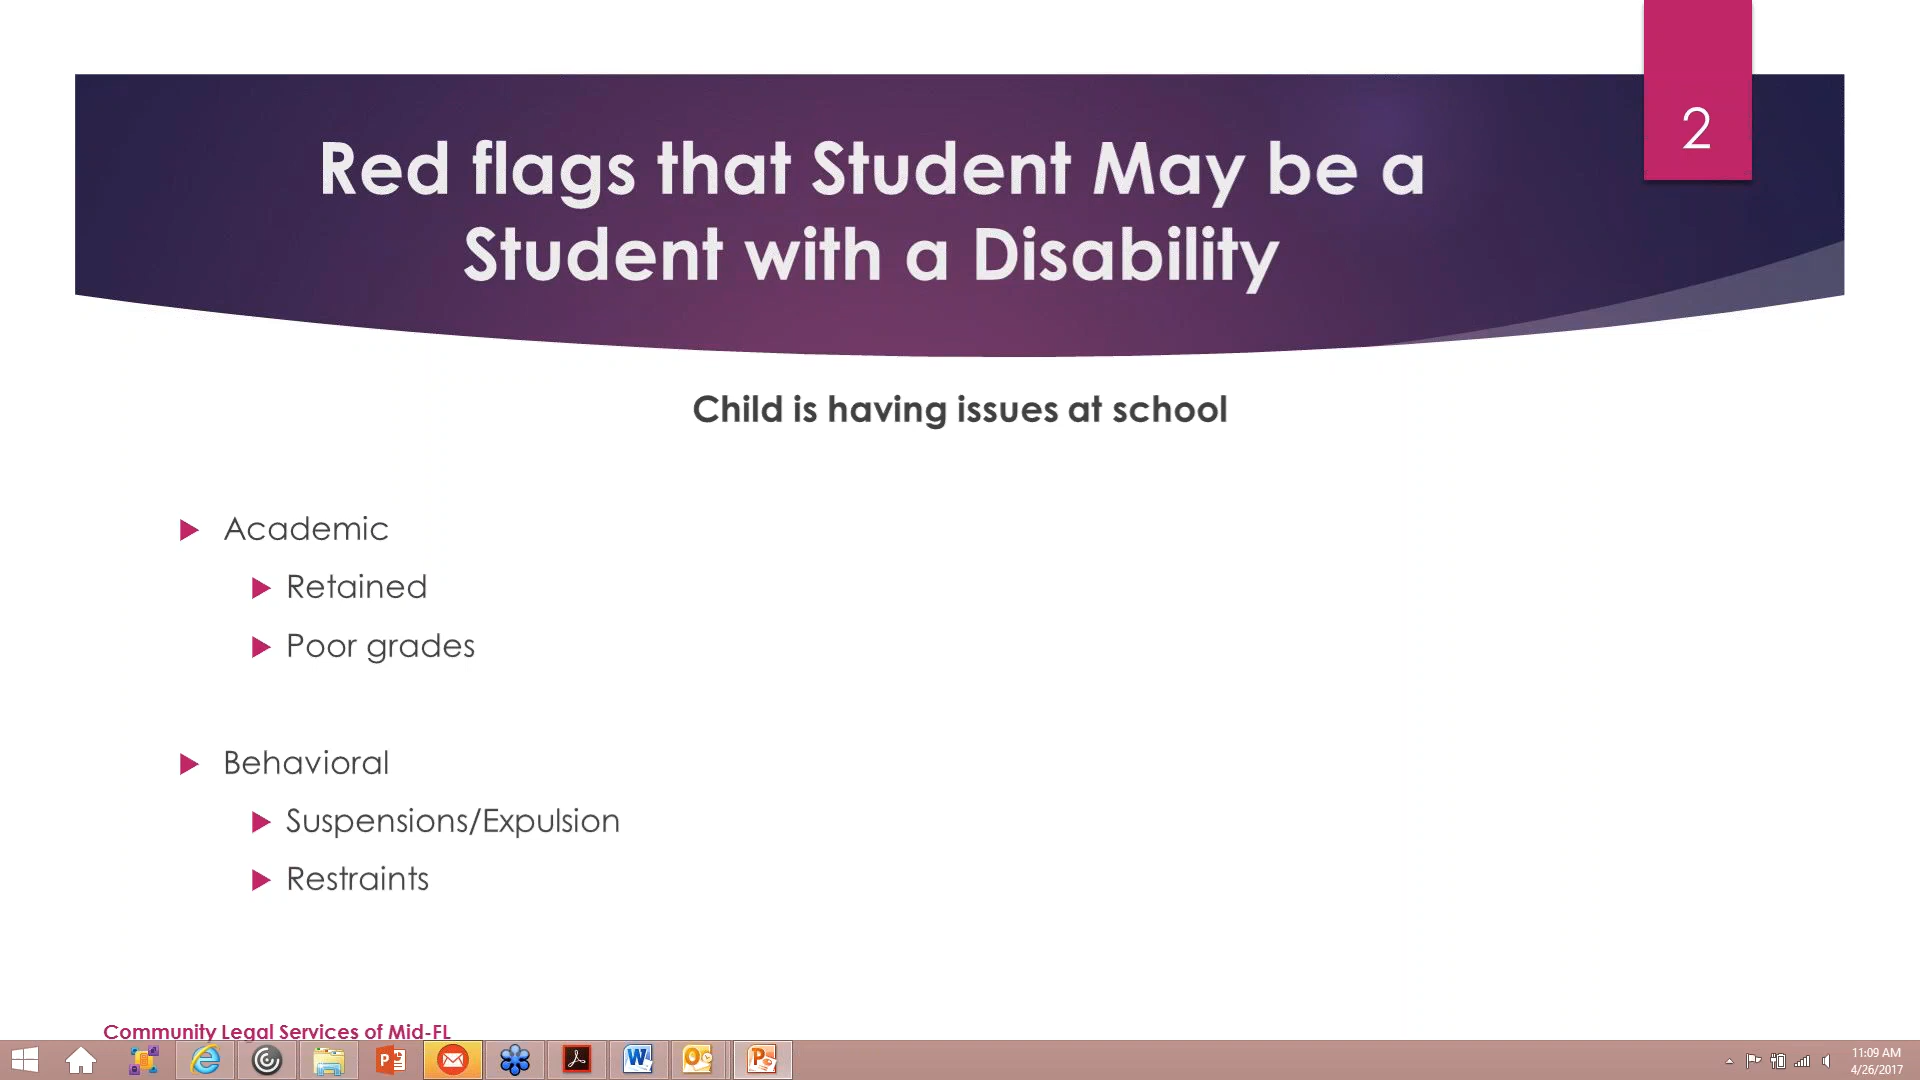 2
Red flags that Student May be a
Student with a Disability
Child is having issues at school
Academic
Retained
Poor grades
Behavioral
Suspensions/Expulsion
Restraints
Community Legal Services of Mid-FL
11:09 AM
4/26/2017